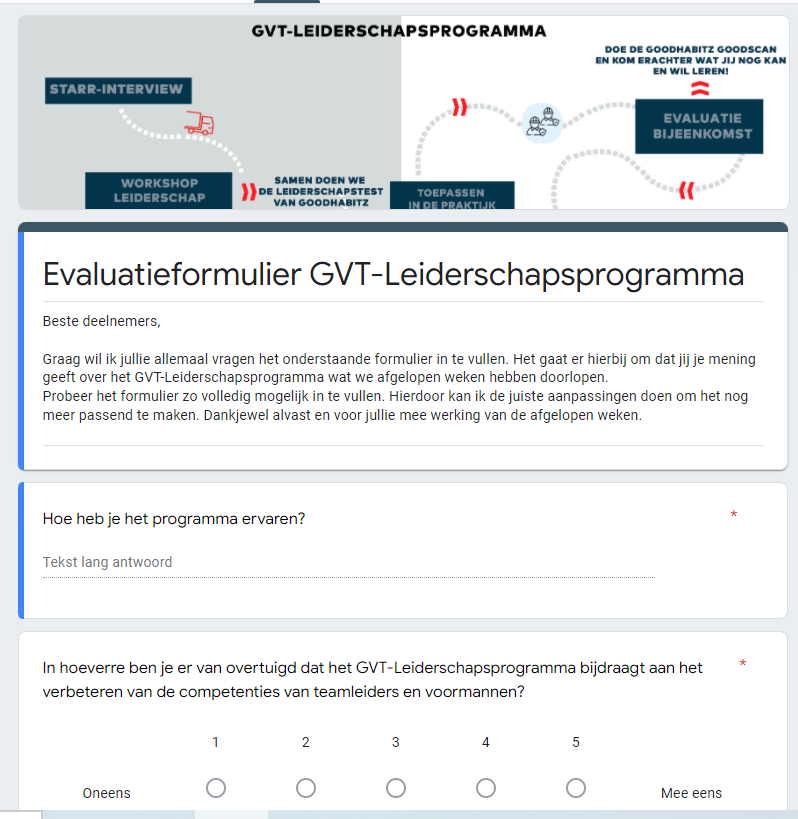 GVT-LEIDERSCHAPSPROGRAMMA
DOE DE GOODHABITZ GOODSCAN
EN KOM ERACHTER WAT JIJ NOG KAN
EN WIL LEREN!
STARR-INTERVIEW
EVALUATIE
BIJEENKOMST
WORKSHOP
LEIDERSCHAP
SAMEN DOEN WE
DE LEIDERSCHAPSTEST
VAN GOODHABITZ
TOEPASSEN
IN DE PRAKTIJK
Evaluatieformulier GVT-Leiderschapsprogramma
Beste deelnemers,
Graag wil ik jullie allemaal vragen het onderstaande formulier in te vullen. Het gaat er hierbij om dat jij je mening
geeft over het GVT-Leiderschapsprogramma wat we afgelopen weken hebben doorlopen.
Probeer het formulier zo volledig mogelijk in te vullen. Hierdoor kan ik de juiste aanpassingen doen om het nog
meer passend te maken. Dankjewel alvast en voor jullie mee werking van de afgelopen weken.
Hoe heb je het programma ervaren? *
Tekst lang antwoord
In hoeverre ben je er van overtuigd dat het GVT-Leiderschapsprogramma bijdraagt aan het *
verbeteren van de competenties van teamleiders en voormannen?
1 2 3 4 5
Oneens Mee eens